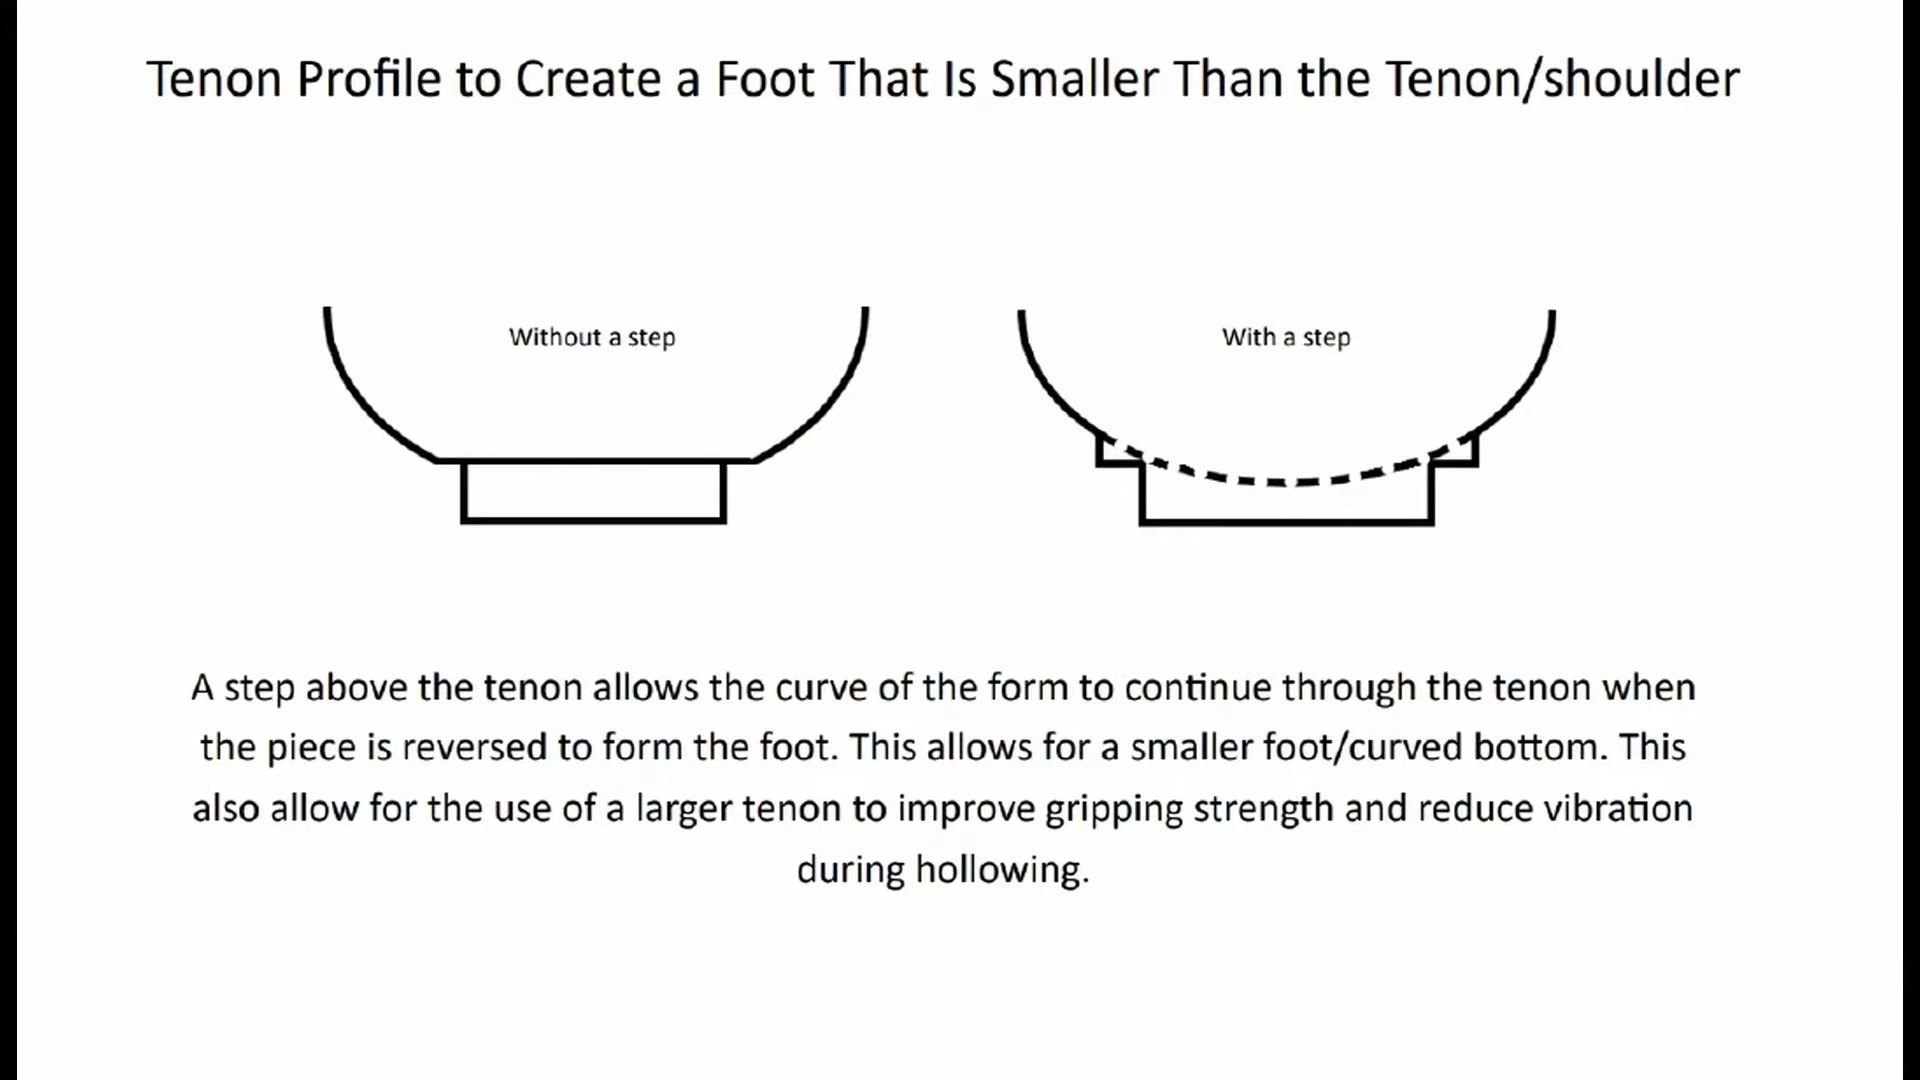 Tenon Profile to Create a Foot That Is Smaller Than the Tenon/shoulder
Without a step
With a step
A step above the tenon allows the curve of the form to continue through the tenon when
the piece is reversed to form the foot. This allows for a smaller foot/curved bottom. This
also allow for the use of a larger tenon to improve gripping strength and reduce vibration
during hollowing.